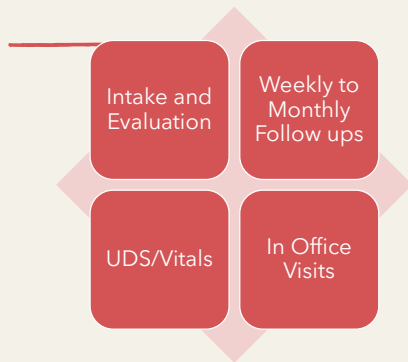 Intake and
Evaluation
Weekly to
Monthly
Follow ups
UDS/Vitals
In Office
Visits